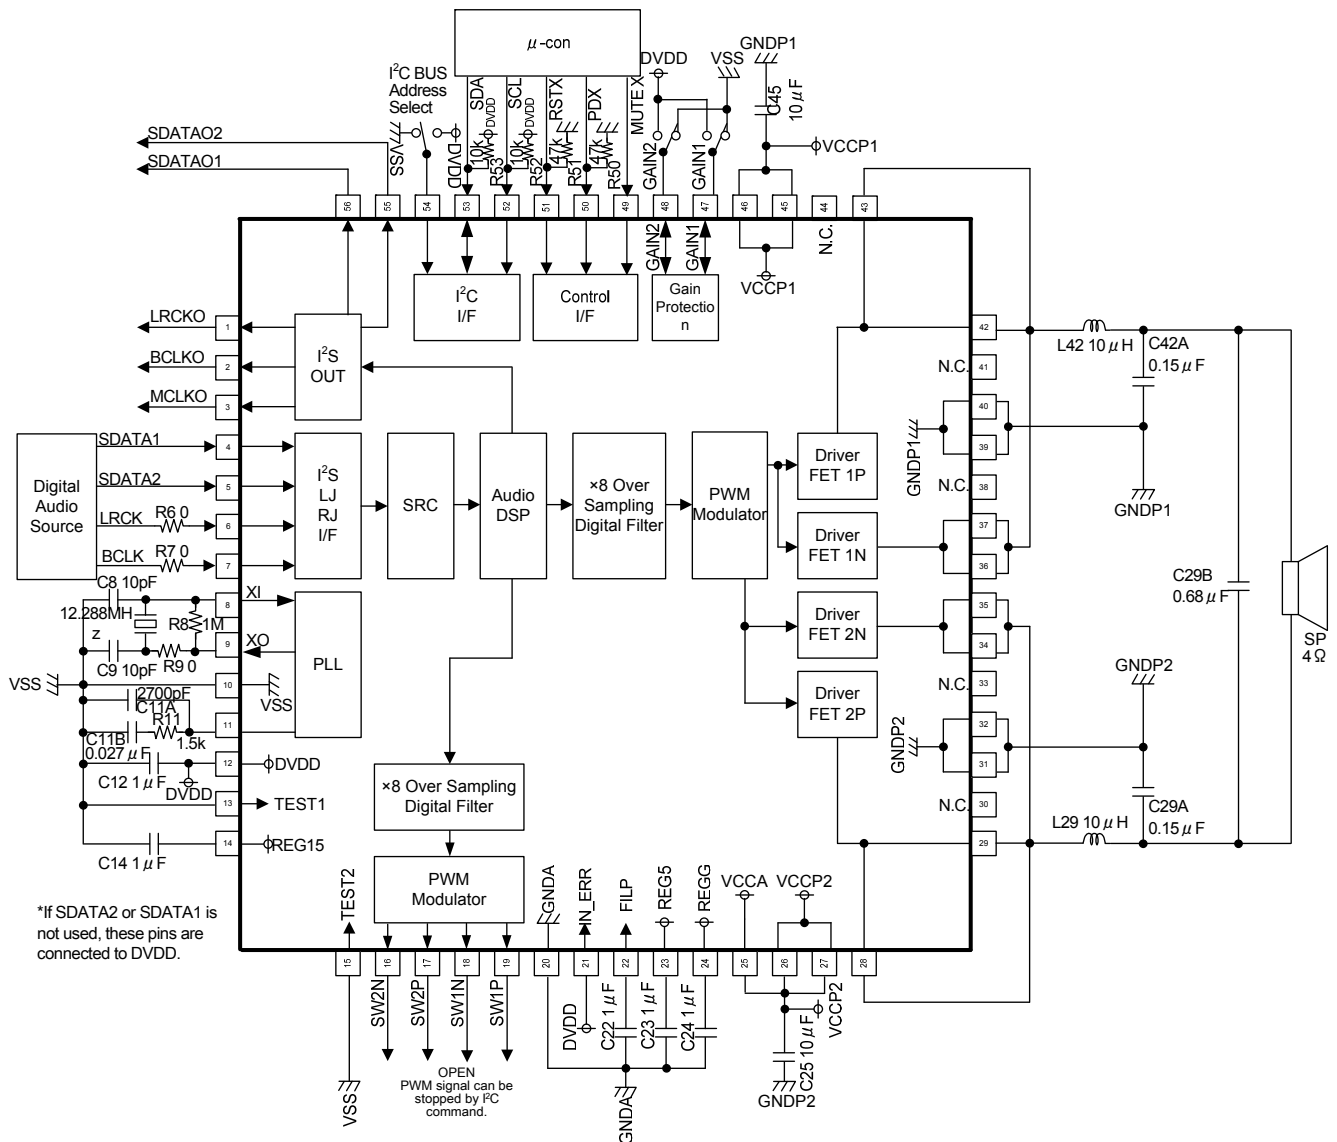 μ-con
I²C BUS
Address
Select
DVDD
VSS
GNDP1
SDA
SCL
RSTX
PDX
MUTE X
DVDD
DVDD
10k
10k
47k
47k
R53
R52
R51
R50
C45
10μF
VCCP1
SDATAO2
SDATAO1
VSS
DVDD
GAIN2
GAIN1
56
55
54
53
52
51
50
49
48
47
46
45
44
43
GAIN2
GAIN1
N.C.
VCCP1
I²C
I/F
Control
I/F
Gain
Protectio
n
LRCKO
1
BCLKO
2
MCLKO
3
I²S
OUT
42
L42 10μH
C42A
0.15μF
N.C.
41
40
39
GNDP1
GNDP1
Digital
Audio
Source
SDATA1
4
SDATA2
5
LRCK
R6 0
6
BCLK
R7 0
7
I²S
LJ
RJ
I/F
SRC
Audio
DSP
×8 Over
Sampling
Digital Filter
PWM
Modulator
Driver
FET 1P
Driver
FET 1N
Driver
FET 2N
Driver
FET 2P
N.C.
38
37
36
35
34
C29B
0.68μF
SP
4Ω
C8 10pF
8
XI
12.288MH
z
R8
1M
9
XO
C9 10pF
R9 0
PLL
VSS
10
VSS
2700pF
C11A
R11
11
C11B
1.5k
0.027μF
N.C.
33
GNDP2
32
31
GNDP2
C12 1μF
12
DVDD
DVDD
13
TEST1
14
REG15
C14 1μF
N.C.
30
C29A
0.15μF
29
L29 10μH
×8 Over Sampling
Digital Filter
PWM
Modulator
*If SDATA2 or SDATA1 is
not used, these pins are
connected to DVDD.
TEST2
GNDA
IN_ERR
FILP
REG5
REGG
VCCA
VCCP2
15
16
17
18
19
20
21
22
23
24
25
26
27
28
VSS
SW2N
SW2P
SW1N
SW1P
DVDD
C22 1μF
C23 1μF
C24 1μF
C25 10μF
VCCP2
OPEN
PWM signal can be
stopped by I²C
command.
GNDA
GNDP2